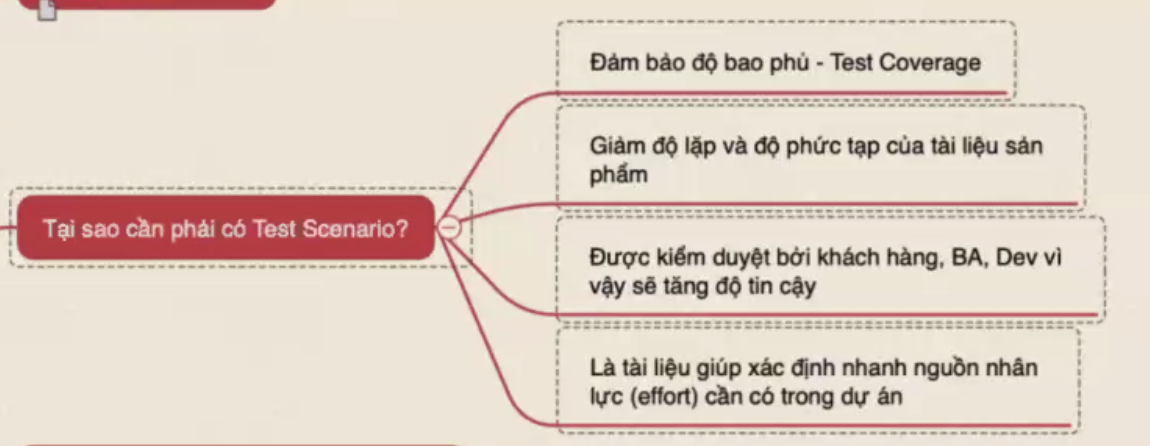 Tại sao cần phải có Test Scenario?
Đảm bảo độ bao phủ - Test Coverage
Giảm độ lặp và độ phức tạp của tài liệu sản
phẩm
Được kiểm duyệt bởi khách hàng, BA, Dev vì
vậy sẽ tăng độ tin cậy
Là tài liệu giúp xác định nhanh nguồn nhân
lực (effort) cần có trong dự án